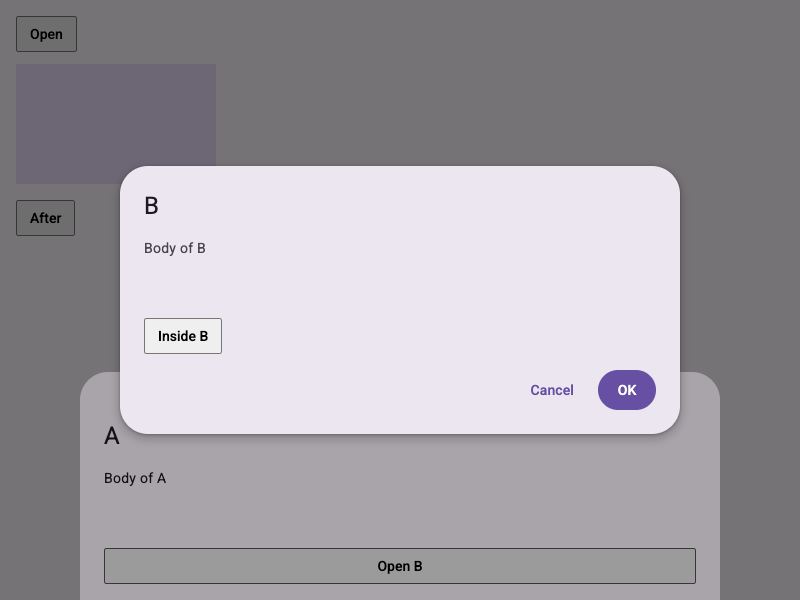 Open
After
B
Body of B
Inside B
Cancel
OK
A
Body of A
Open B